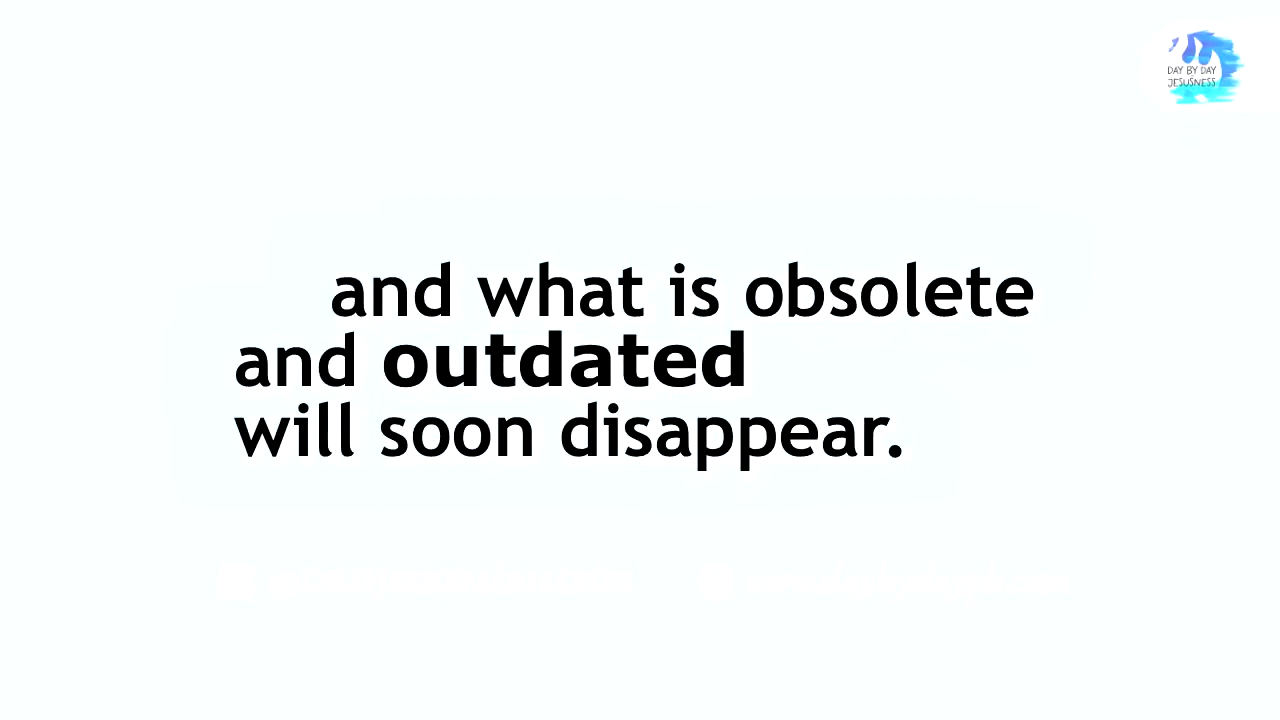 DAY BY DAY
JESUSNESS
and what is obsolete
and outdated
will soon disappear.